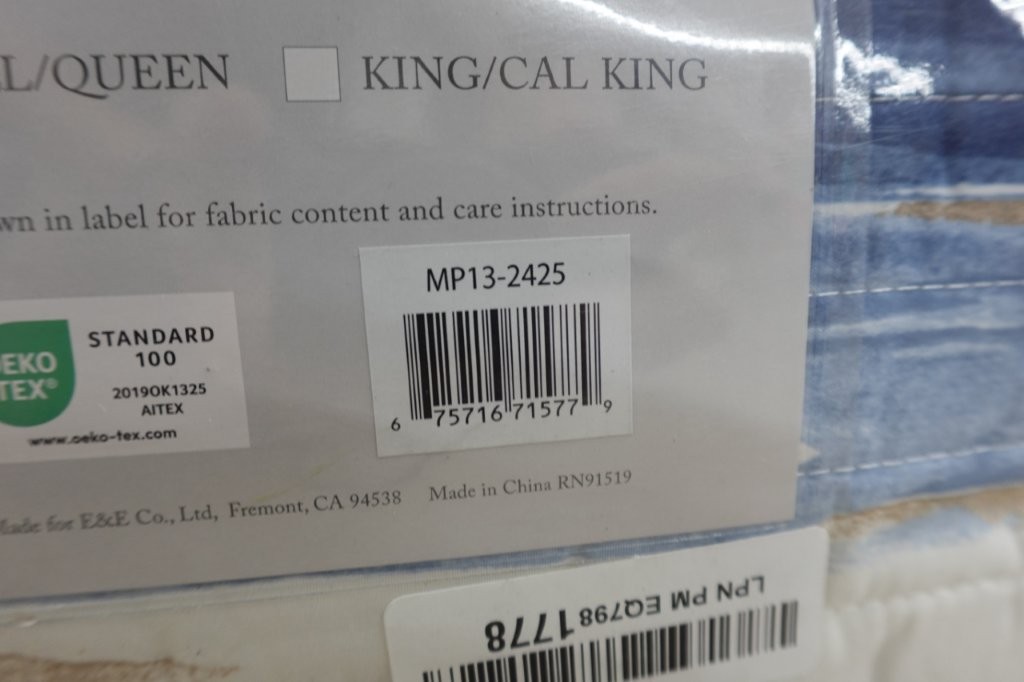 L/QUEEN
KING/CAL KING
wn in label for fabric content and care instructions.
MP13-2425
6 75716 71577 9
EKO
TEX®
STANDARD
100
2019OK1325
AITEX
www.oeko-tex.com
Made for E&E Co., Ltd, Fremont, CA 94538 Made in China RN91519
LPN PM EQ7981778